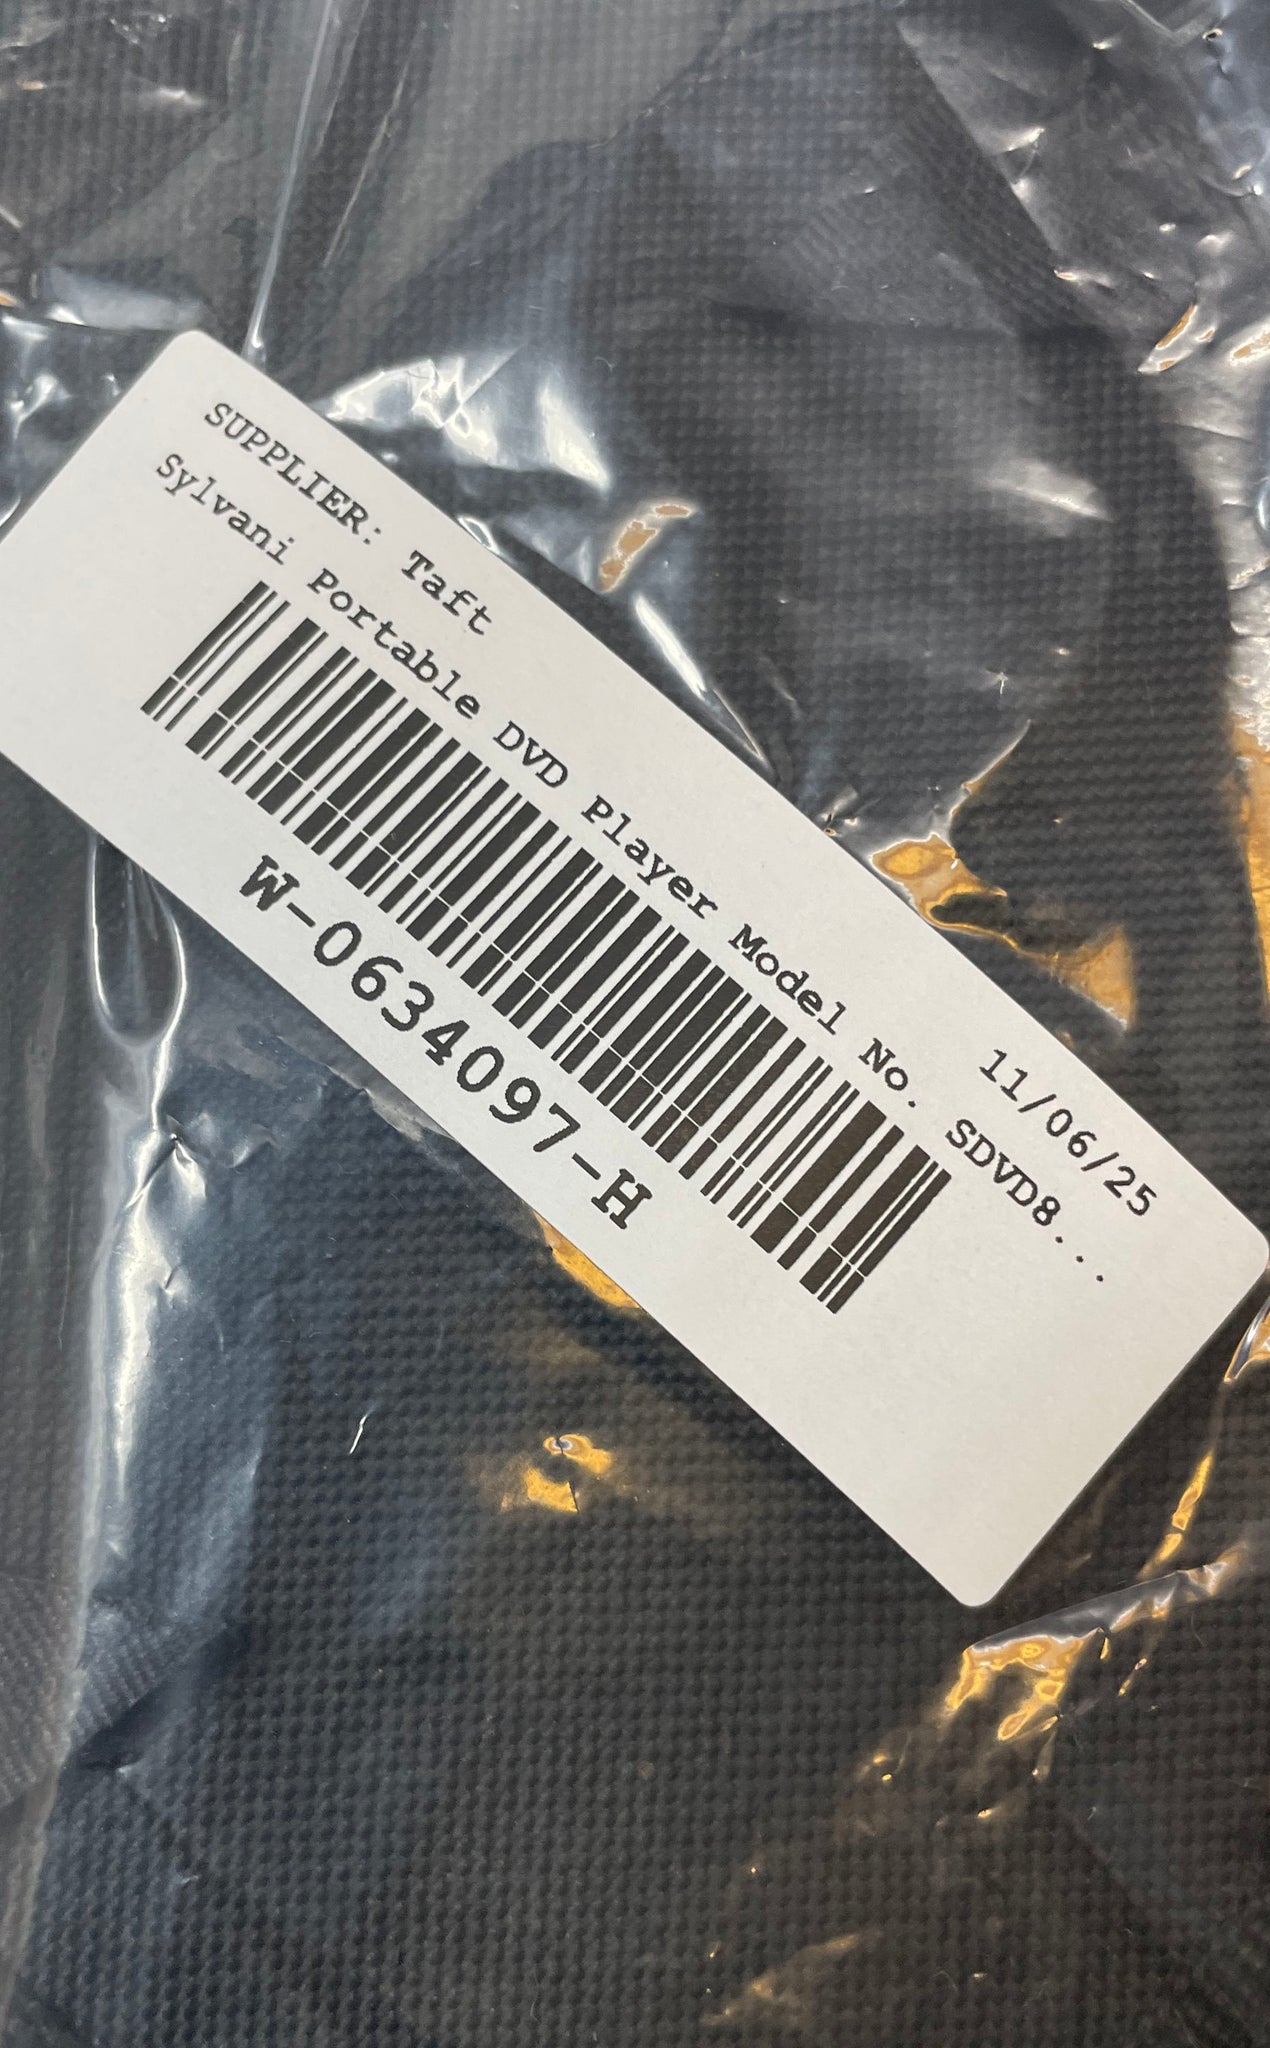 SUPPLIER: Taft 11/06/25
Sylvani Portable DVD Player Model No. SDVD8...
W-0634097-H